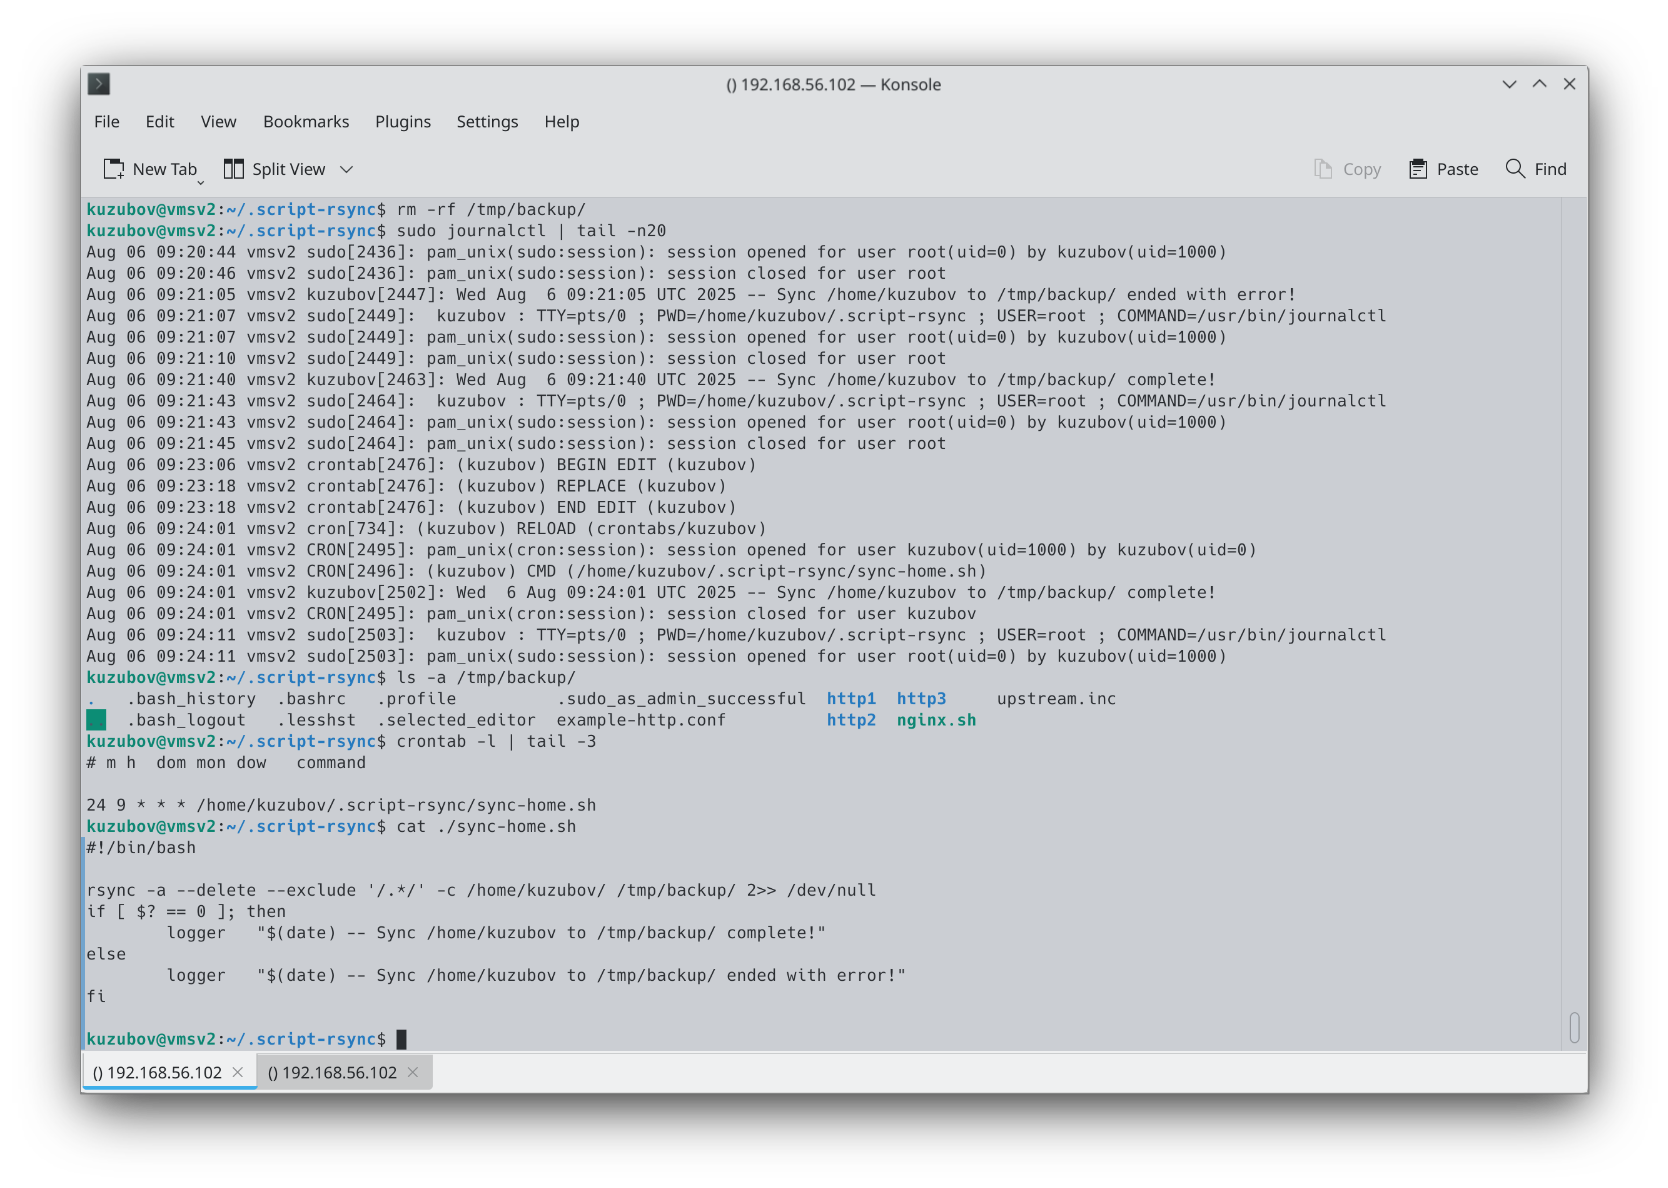 () 192.168.56.102 — Konsole
File Edit View Bookmarks Plugins Settings Help
New Tab Split View Copy Paste Find
kuzubov@vmsv2:~/.script-rsync$ rm -rf /tmp/backup/
kuzubov@vmsv2:~/.script-rsync$ sudo journalctl | tail -n20
Aug 06 09:20:44 vmsv2 sudo[2436]: pam_unix(sudo:session): session opened for user root(uid=0) by kuzubov(uid=1000)
Aug 06 09:20:46 vmsv2 sudo[2436]: pam_unix(sudo:session): session closed for user root
Aug 06 09:21:05 vmsv2 kuzubov[2447]: Wed Aug  6 09:21:05 UTC 2025 -- Sync /home/kuzubov to /tmp/backup/ ended with error!
Aug 06 09:21:07 vmsv2 sudo[2449]:  kuzubov : TTY=pts/0 ; PWD=/home/kuzubov/.script-rsync ; USER=root ; COMMAND=/usr/bin/journalctl
Aug 06 09:21:07 vmsv2 sudo[2449]: pam_unix(sudo:session): session opened for user root(uid=0) by kuzubov(uid=1000)
Aug 06 09:21:10 vmsv2 sudo[2449]: pam_unix(sudo:session): session closed for user root
Aug 06 09:21:40 vmsv2 kuzubov[2463]: Wed Aug  6 09:21:40 UTC 2025 -- Sync /home/kuzubov to /tmp/backup/ complete!
Aug 06 09:21:43 vmsv2 sudo[2464]:  kuzubov : TTY=pts/0 ; PWD=/home/kuzubov/.script-rsync ; USER=root ; COMMAND=/usr/bin/journalctl
Aug 06 09:21:43 vmsv2 sudo[2464]: pam_unix(sudo:session): session opened for user root(uid=0) by kuzubov(uid=1000)
Aug 06 09:21:45 vmsv2 sudo[2464]: pam_unix(sudo:session): session closed for user root
Aug 06 09:23:06 vmsv2 crontab[2476]: (kuzubov) BEGIN EDIT (kuzubov)
Aug 06 09:23:18 vmsv2 crontab[2476]: (kuzubov) REPLACE (kuzubov)
Aug 06 09:23:18 vmsv2 crontab[2476]: (kuzubov) END EDIT (kuzubov)
Aug 06 09:24:01 vmsv2 cron[734]: (kuzubov) RELOAD (crontabs/kuzubov)
Aug 06 09:24:01 vmsv2 CRON[2495]: pam_unix(cron:session): session opened for user kuzubov(uid=1000) by kuzubov(uid=0)
Aug 06 09:24:01 vmsv2 CRON[2496]: (kuzubov) CMD (/home/kuzubov/.script-rsync/sync-home.sh)
Aug 06 09:24:01 vmsv2 kuzubov[2502]: Wed  6 Aug 09:24:01 UTC 2025 -- Sync /home/kuzubov to /tmp/backup/ complete!
Aug 06 09:24:01 vmsv2 CRON[2495]: pam_unix(cron:session): session closed for user kuzubov
Aug 06 09:24:11 vmsv2 sudo[2503]:  kuzubov : TTY=pts/0 ; PWD=/home/kuzubov/.script-rsync ; USER=root ; COMMAND=/usr/bin/journalctl
Aug 06 09:24:11 vmsv2 sudo[2503]: pam_unix(sudo:session): session opened for user root(uid=0) by kuzubov(uid=1000)
kuzubov@vmsv2:~/.script-rsync$ ls -a /tmp/backup/
.   .bash_history  .bashrc   .profile          .sudo_as_admin_successful  http1  http3     upstream.inc
..  .bash_logout   .lesshst  .selected_editor  example-http.conf          http2  nginx.sh
kuzubov@vmsv2:~/.script-rsync$ crontab -l | tail -3
# m h  dom mon dow   command
24 9 * * * /home/kuzubov/.script-rsync/sync-home.sh
kuzubov@vmsv2:~/.script-rsync$ cat ./sync-home.sh
#!/bin/bash
rsync -a --delete --exclude '/.*/' -c /home/kuzubov/ /tmp/backup/ 2>> /dev/null
if [ $? == 0 ]; then
        logger   "$(date) -- Sync /home/kuzubov to /tmp/backup/ complete!"
else
        logger   "$(date) -- Sync /home/kuzubov to /tmp/backup/ ended with error!"
fi
kuzubov@vmsv2:~/.script-rsync$
() 192.168.56.102 () 192.168.56.102